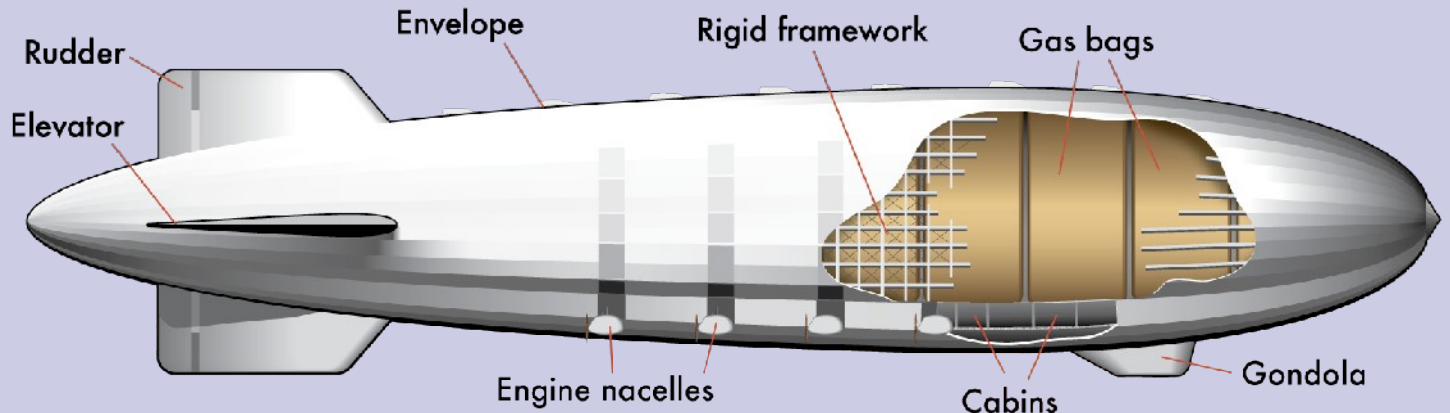 Envelope
Rigid framework
Gas bags
Rudder
Elevator
Engine nacelles
Cabins
Gondola